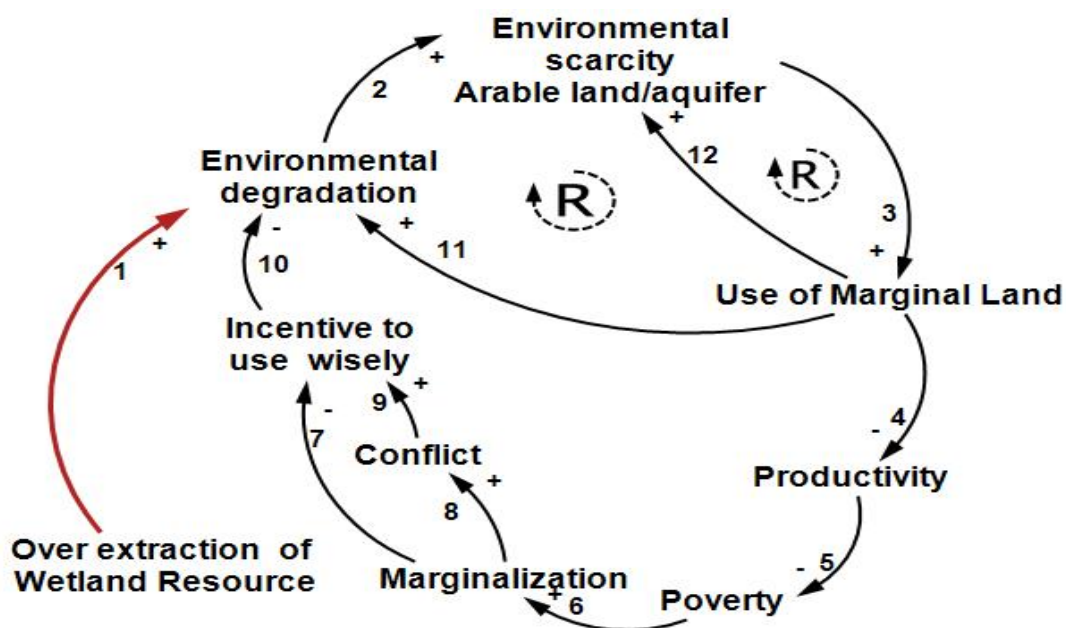 Environmental
scarcity
Arable land/aquifer
+
2
+
12
R
R
Environmental
degradation
+
11
3
+
-
10
+
1
Use of Marginal Land
Incentive to
use wisely
-
7
9
+
4
-
Conflict
+
8
Productivity
Over extraction of
Wetland Resource
Marginalization
+
6
- 5
Poverty